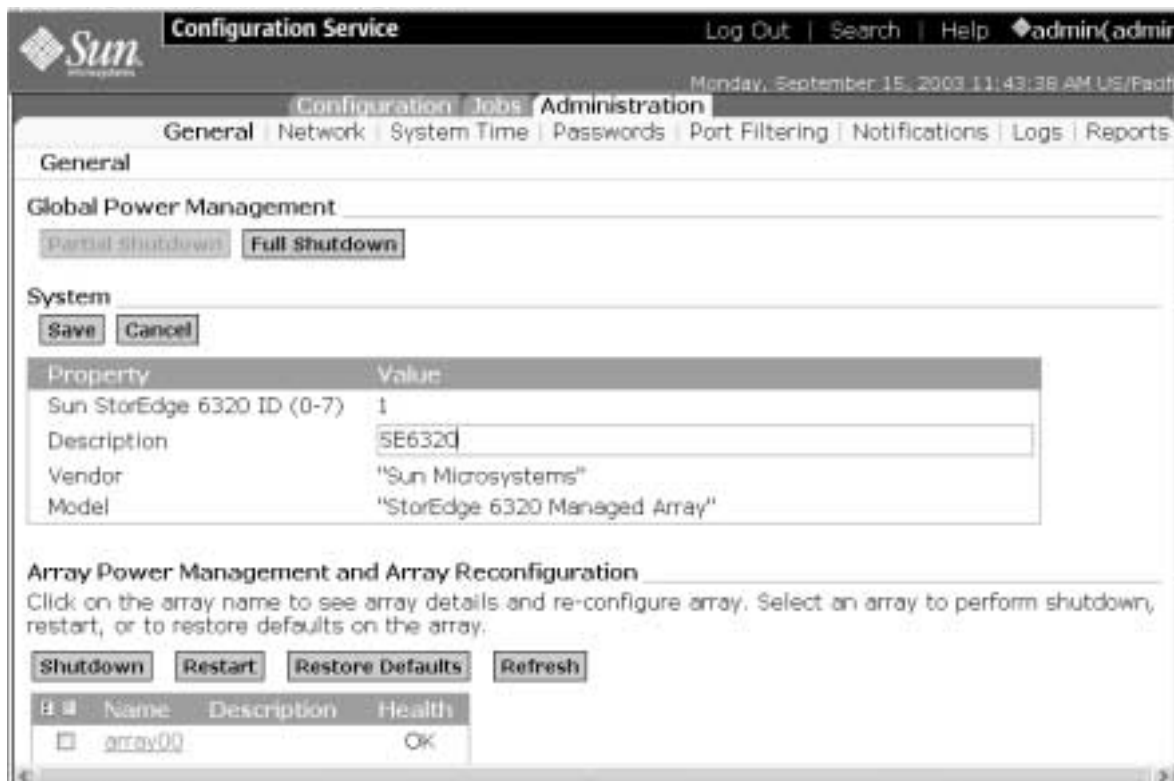 Sun
microsystems
Configuration Service
Log Out | Search | Help ◆admin(admin
Monday, September 15, 2003 11:43:38 AM US/Pacifi
Configuration Jobs Administration
General | Network | System Time | Passwords | Port Filtering | Notifications | Logs | Reports
General
Global Power Management
Partial Shutdown Full Shutdown
System
Save Cancel
Property Value
Sun StorEdge 6320 ID (0-7) 1
Description SE6320
Vendor "Sun Microsystems"
Model "StorEdge 6320 Managed Array"
Array Power Management and Array Reconfiguration
Click on the array name to see array details and re-configure array. Select an array to perform shutdown,
restart, or to restore defaults on the array.
Shutdown Restart Restore Defaults Refresh
Name Description Health
array00 OK